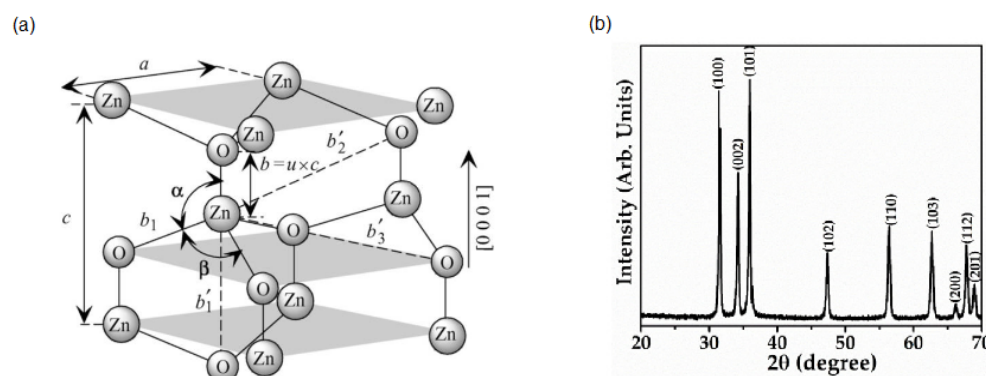 (a)
a
Zn
Zn
Zn
Zn
O
O
b′₂
b = u×c
α
c
Zn
Zn
b₁
[0 0 0 1]
O
O
b′₃
O
β
b′₁
O
Zn
Zn
Zn
Zn
O
(b)
Intensity (Arb. Units)
(100)
(002)
(101)
(102)
(110)
(103)
(200)
(112)
(201)
20
30
40
50
60
70
2θ (degree)